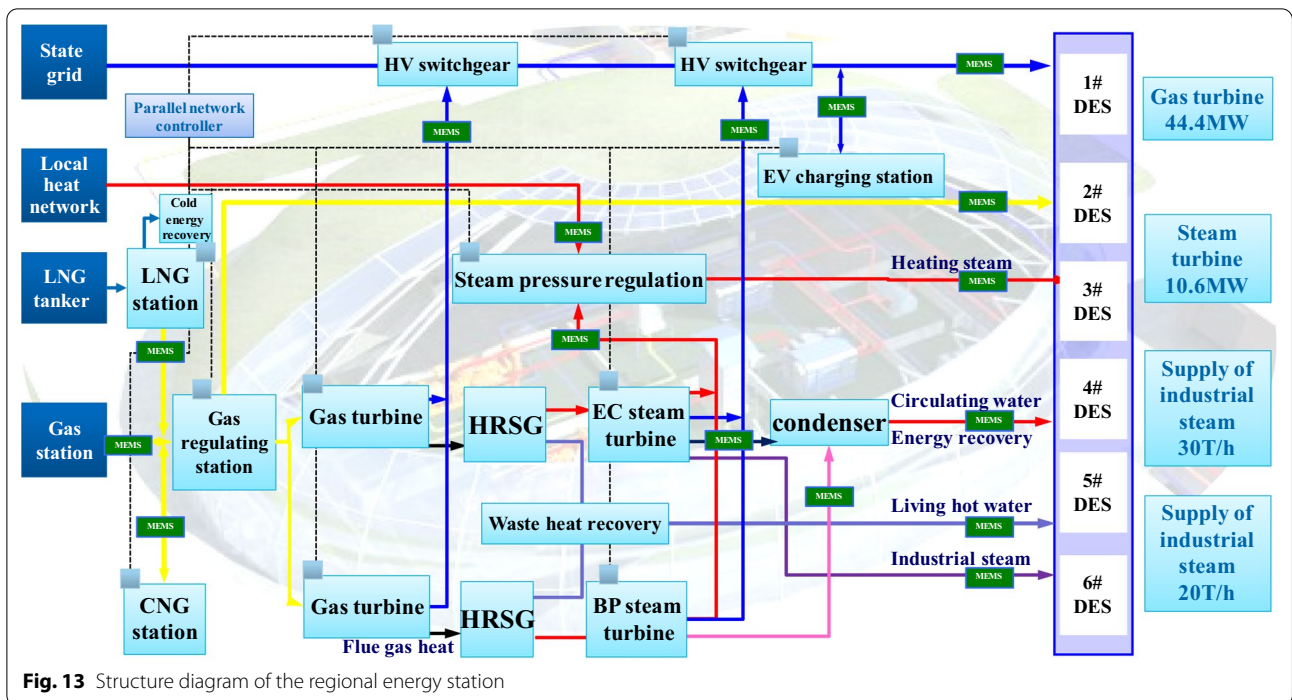 State
grid
HV switchgear
HV switchgear
MEMS
1#
DES
Gas turbine
44.4MW
Parallel network
controller
MEMS
MEMS
MEMS
Local
heat
network
EV charging station
Cold
energy
recovery
MEMS
MEMS
2#
DES
LNG
tanker
LNG
station
Steam pressure regulation
Heating steam
MEMS
3#
DES
Steam
turbine
10.6MW
MEMS
MEMS
Gas
station
MEMS
Gas
regulating
station
Gas turbine
HRSG
EC steam
turbine
MEMS
condenser
Circulating water
MEMS
Energy recovery
4#
DES
Supply of
industrial
steam
30T/h
MEMS
MEMS
Waste heat recovery
Living hot water
MEMS
5#
DES
Industrial steam
MEMS
Supply of
industrial
steam
20T/h
CNG
station
Gas turbine
Flue gas heat
HRSG
BP steam
turbine
6#
DES
Fig. 13 Structure diagram of the regional energy station